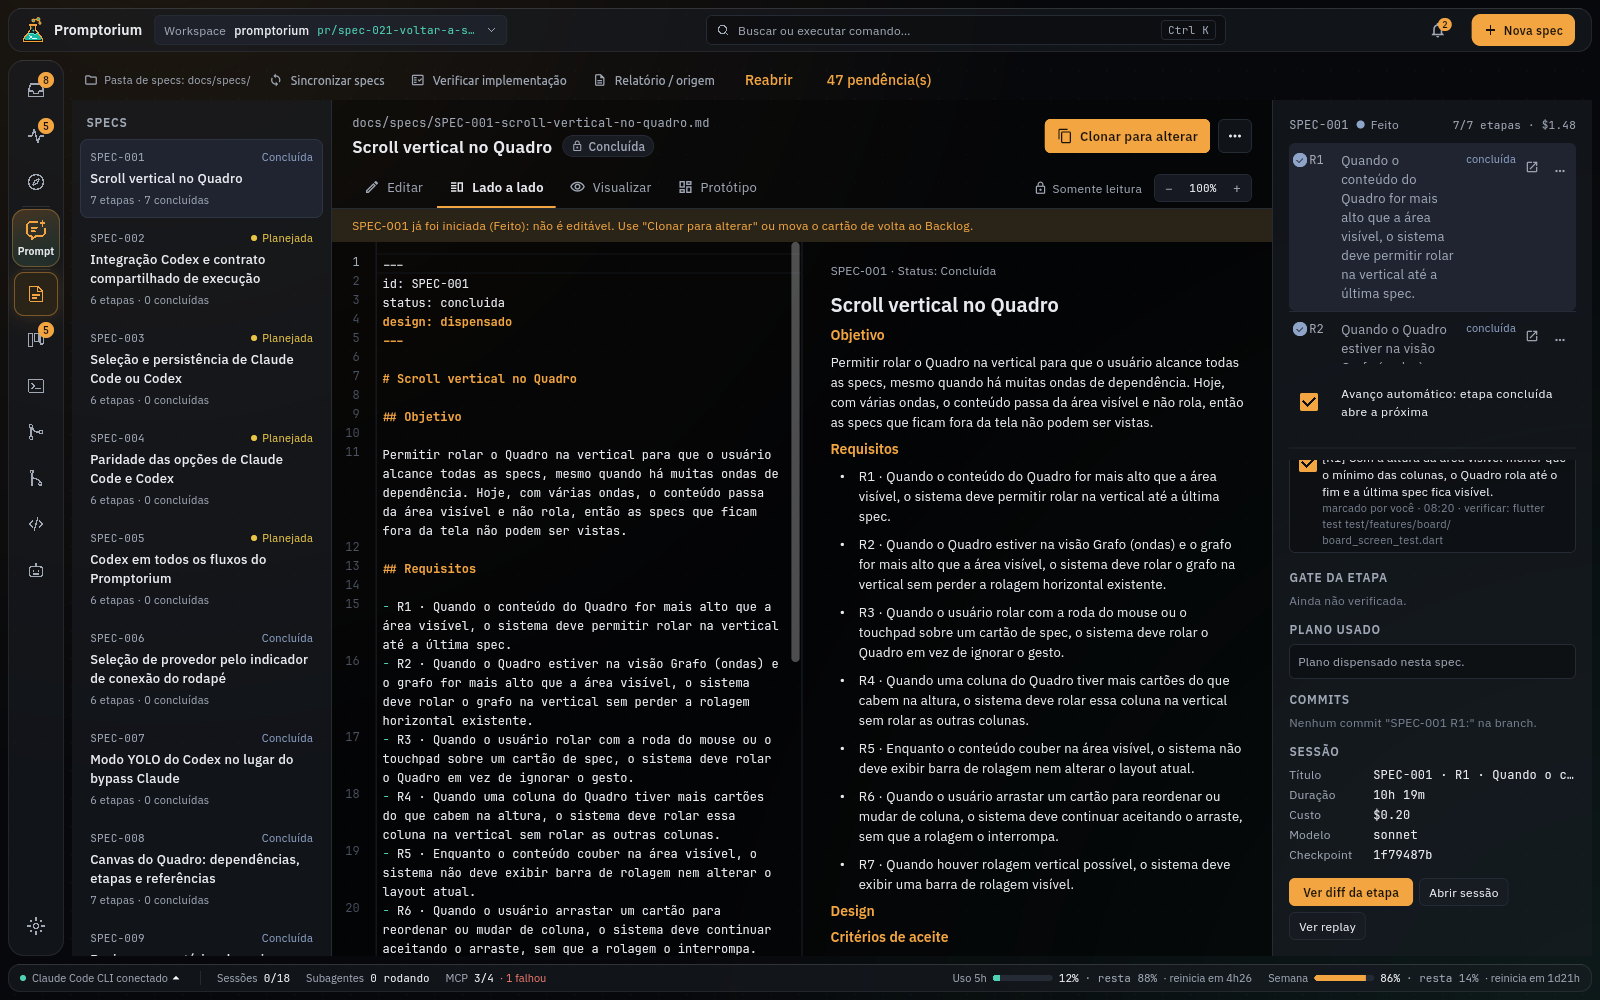 Promptorium
Workspace promptorium pr/spec-021-voltar-a-s…
Buscar ou executar comando...
Ctrl K
2
Nova spec
8
5
Prompt
5
Pasta de specs: docs/specs/
Sincronizar specs
Verificar implementação
Relatório / origem
Reabrir
47 pendência(s)
SPECS
SPEC-001 Concluída
Scroll vertical no Quadro
7 etapas · 7 concluídas
SPEC-002 Planejada
Integração Codex e contrato
compartilhado de execução
6 etapas · 0 concluídas
SPEC-003 Planejada
Seleção e persistência de Claude
Code ou Codex
6 etapas · 0 concluídas
SPEC-004 Planejada
Paridade das opções de Claude
Code e Codex
6 etapas · 0 concluídas
SPEC-005 Planejada
Codex em todos os fluxos do
Promptorium
6 etapas · 0 concluídas
SPEC-006 Concluída
Seleção de provedor pelo indicador
de conexão do rodapé
6 etapas · 0 concluídas
SPEC-007 Concluída
Modo YOLO do Codex no lugar do
bypass Claude
6 etapas · 0 concluídas
SPEC-008 Concluída
Canvas do Quadro: dependências,
etapas e referências
7 etapas · 0 concluídas
SPEC-009 Concluída
docs/specs/SPEC-001-scroll-vertical-no-quadro.md
Scroll vertical no Quadro
Concluída
Clonar para alterar
...
Editar
Lado a lado
Visualizar
Protótipo
Somente leitura
− 100% +
SPEC-001 já foi iniciada (Feito): não é editável. Use "Clonar para alterar" ou mova o cartão de volta ao Backlog.
1 ---
2 id: SPEC-001
3 status: concluida
4 design: dispensado
5 ---
6
7 # Scroll vertical no Quadro
8
9 ## Objetivo
10
11 Permitir rolar o Quadro na vertical para que o usuário
alcance todas as specs, mesmo quando há muitas ondas de
dependência. Hoje, com várias ondas, o conteúdo passa
da área visível e não rola, então as specs que ficam
fora da tela não podem ser vistas.
12
13 ## Requisitos
14
15 - R1 · Quando o conteúdo do Quadro for mais alto que a
área visível, o sistema deve permitir rolar na vertical
até a última spec.
16 - R2 · Quando o Quadro estiver na visão Grafo (ondas) e
o grafo for mais alto que a área visível, o sistema
deve rolar o grafo na vertical sem perder a rolagem
horizontal existente.
17 - R3 · Quando o usuário rolar com a roda do mouse ou o
touchpad sobre um cartão de spec, o sistema deve rolar
o Quadro em vez de ignorar o gesto.
18 - R4 · Quando uma coluna do Quadro tiver mais cartões
do que cabem na altura, o sistema deve rolar essa
coluna na vertical sem rolar as outras colunas.
19 - R5 · Enquanto o conteúdo couber na área visível, o
sistema não deve exibir barra de rolagem nem alterar o
layout atual.
20 - R6 · Quando o usuário arrastar um cartão para
reordenar ou mudar de coluna, o sistema deve continuar
aceitando o arraste, sem que a rolagem o interrompa.
SPEC-001 · Status: Concluída
Scroll vertical no Quadro
Objetivo
Permitir rolar o Quadro na vertical para que o usuário alcance todas
as specs, mesmo quando há muitas ondas de dependência. Hoje,
com várias ondas, o conteúdo passa da área visível e não rola, então
as specs que ficam fora da tela não podem ser vistas.
Requisitos
• R1 · Quando o conteúdo do Quadro for mais alto que a área
visível, o sistema deve permitir rolar na vertical até a última
spec.
• R2 · Quando o Quadro estiver na visão Grafo (ondas) e o grafo
for mais alto que a área visível, o sistema deve rolar o grafo na
vertical sem perder a rolagem horizontal existente.
• R3 · Quando o usuário rolar com a roda do mouse ou o
touchpad sobre um cartão de spec, o sistema deve rolar o
Quadro em vez de ignorar o gesto.
• R4 · Quando uma coluna do Quadro tiver mais cartões do que
cabem na altura, o sistema deve rolar essa coluna na vertical
sem rolar as outras colunas.
• R5 · Enquanto o conteúdo couber na área visível, o sistema não
deve exibir barra de rolagem nem alterar o layout atual.
• R6 · Quando o usuário arrastar um cartão para reordenar ou
mudar de coluna, o sistema deve continuar aceitando o arraste,
sem que a rolagem o interrompa.
• R7 · Quando houver rolagem vertical possível, o sistema deve
exibir uma barra de rolagem visível.
Design
Critérios de aceite
SPEC-001 Feito 7/7 etapas · $1.48
R1 Quando o concluída ...
conteúdo do
Quadro for mais
alto que a área
visível, o sistema
deve permitir rolar
na vertical até a
última spec.
R2 Quando o Quadro concluída ...
estiver na visão
Avanço automático: etapa concluída
abre a próxima
[R1] Com a altura da área visível menor que
o mínimo das colunas, o Quadro rola até o
fim e a última spec fica visível.
marcado por você · 08:20 · verificar: flutter
test test/features/board/
board_screen_test.dart
GATE DA ETAPA
Ainda não verificada.
PLANO USADO
Plano dispensado nesta spec.
COMMITS
Nenhum commit "SPEC-001 R1:" na branch.
SESSÃO
Título SPEC-001 · R1 · Quando o c…
Duração 10h 19m
Custo $0.20
Modelo sonnet
Checkpoint 1f79487b
Ver diff da etapa
Abrir sessão
Ver replay
Claude Code CLI conectado
Sessões 0/18
Subagentes 0 rodando
MCP 3/4 · 1 falhou
Uso 5h 12% · resta 88% · reinicia em 4h26
Semana 86% · resta 14% · reinicia em 1d21h